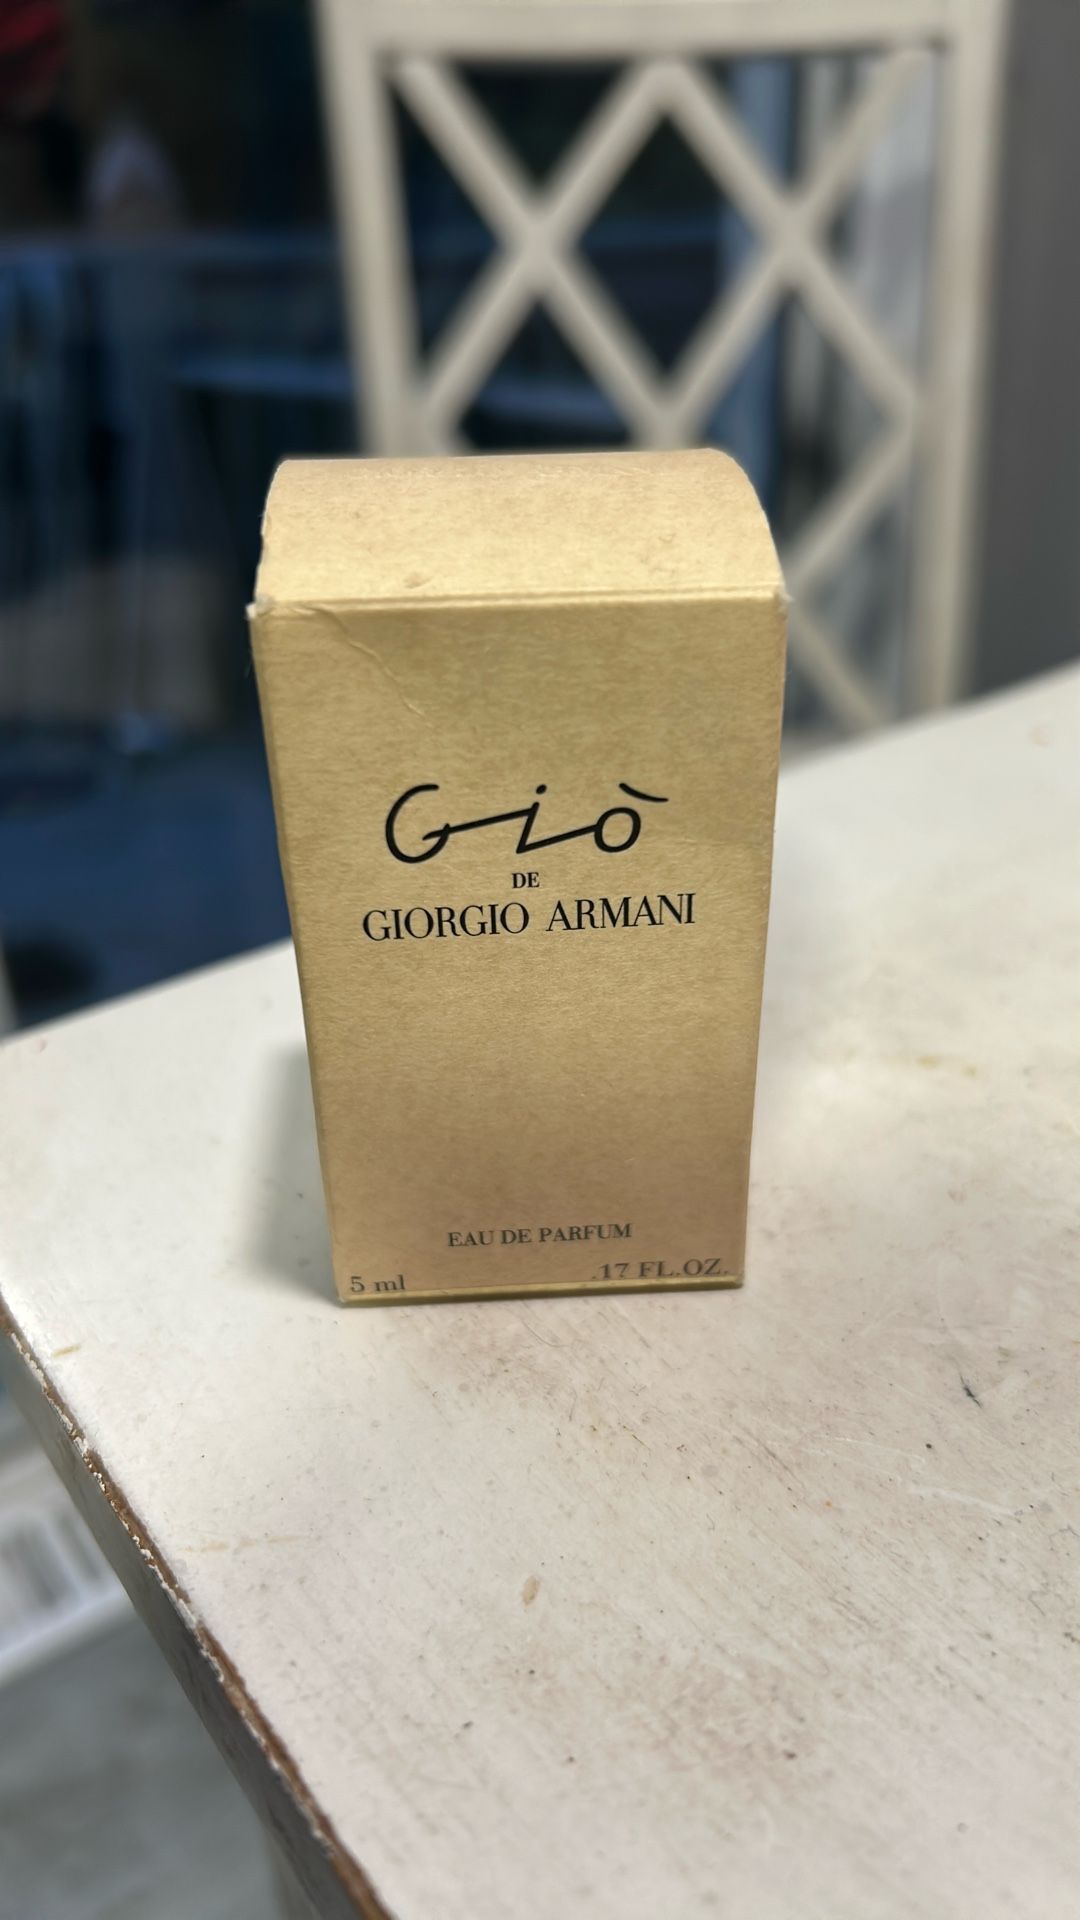 Giò
DE
GIORGIO ARMANI
EAU DE PARFUM
5 ml .17 FL.OZ.